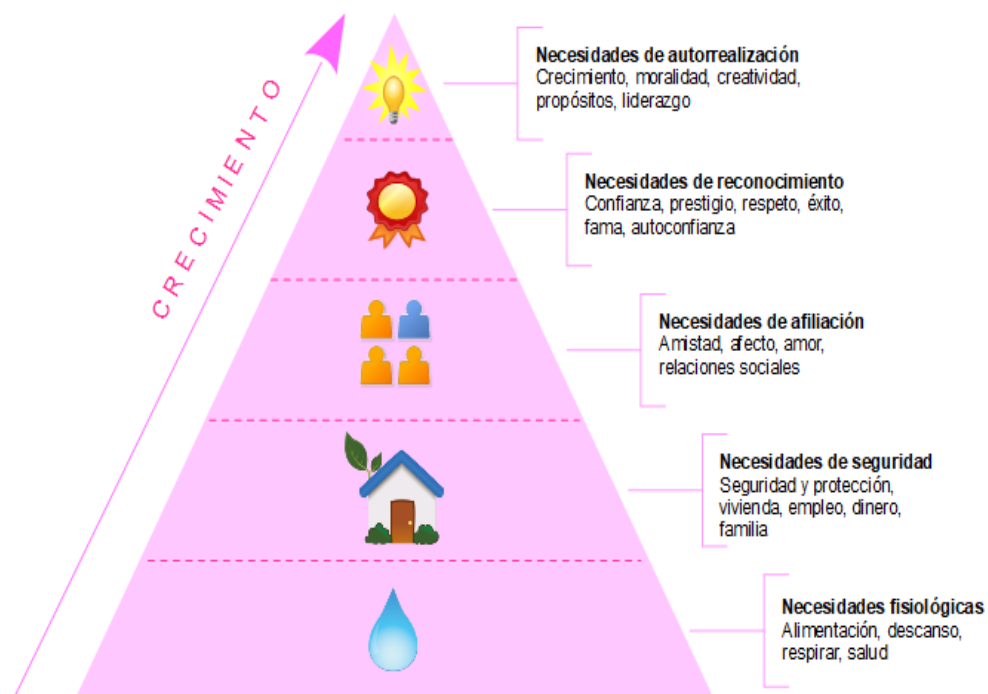 CRECIMIENTO
Necesidades de autorrealización
Crecimiento, moralidad, creatividad,
propósitos, liderazgo
Necesidades de reconocimiento
Confianza, prestigio, respeto, éxito,
fama, autoconfianza
Necesidades de afiliación
Amistad, afecto, amor,
relaciones sociales
Necesidades de seguridad
Seguridad y protección,
vivienda, empleo, dinero,
familia
Necesidades fisiológicas
Alimentación, descanso,
respirar, salud